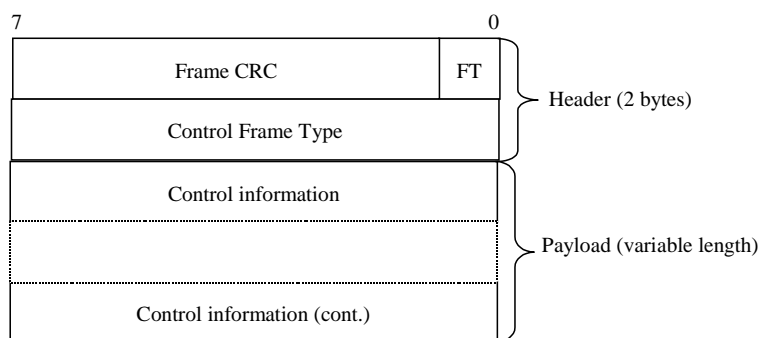 7 0
Frame CRC FT
Header (2 bytes)
Control Frame Type
Control information
Payload (variable length)
Control information (cont.)